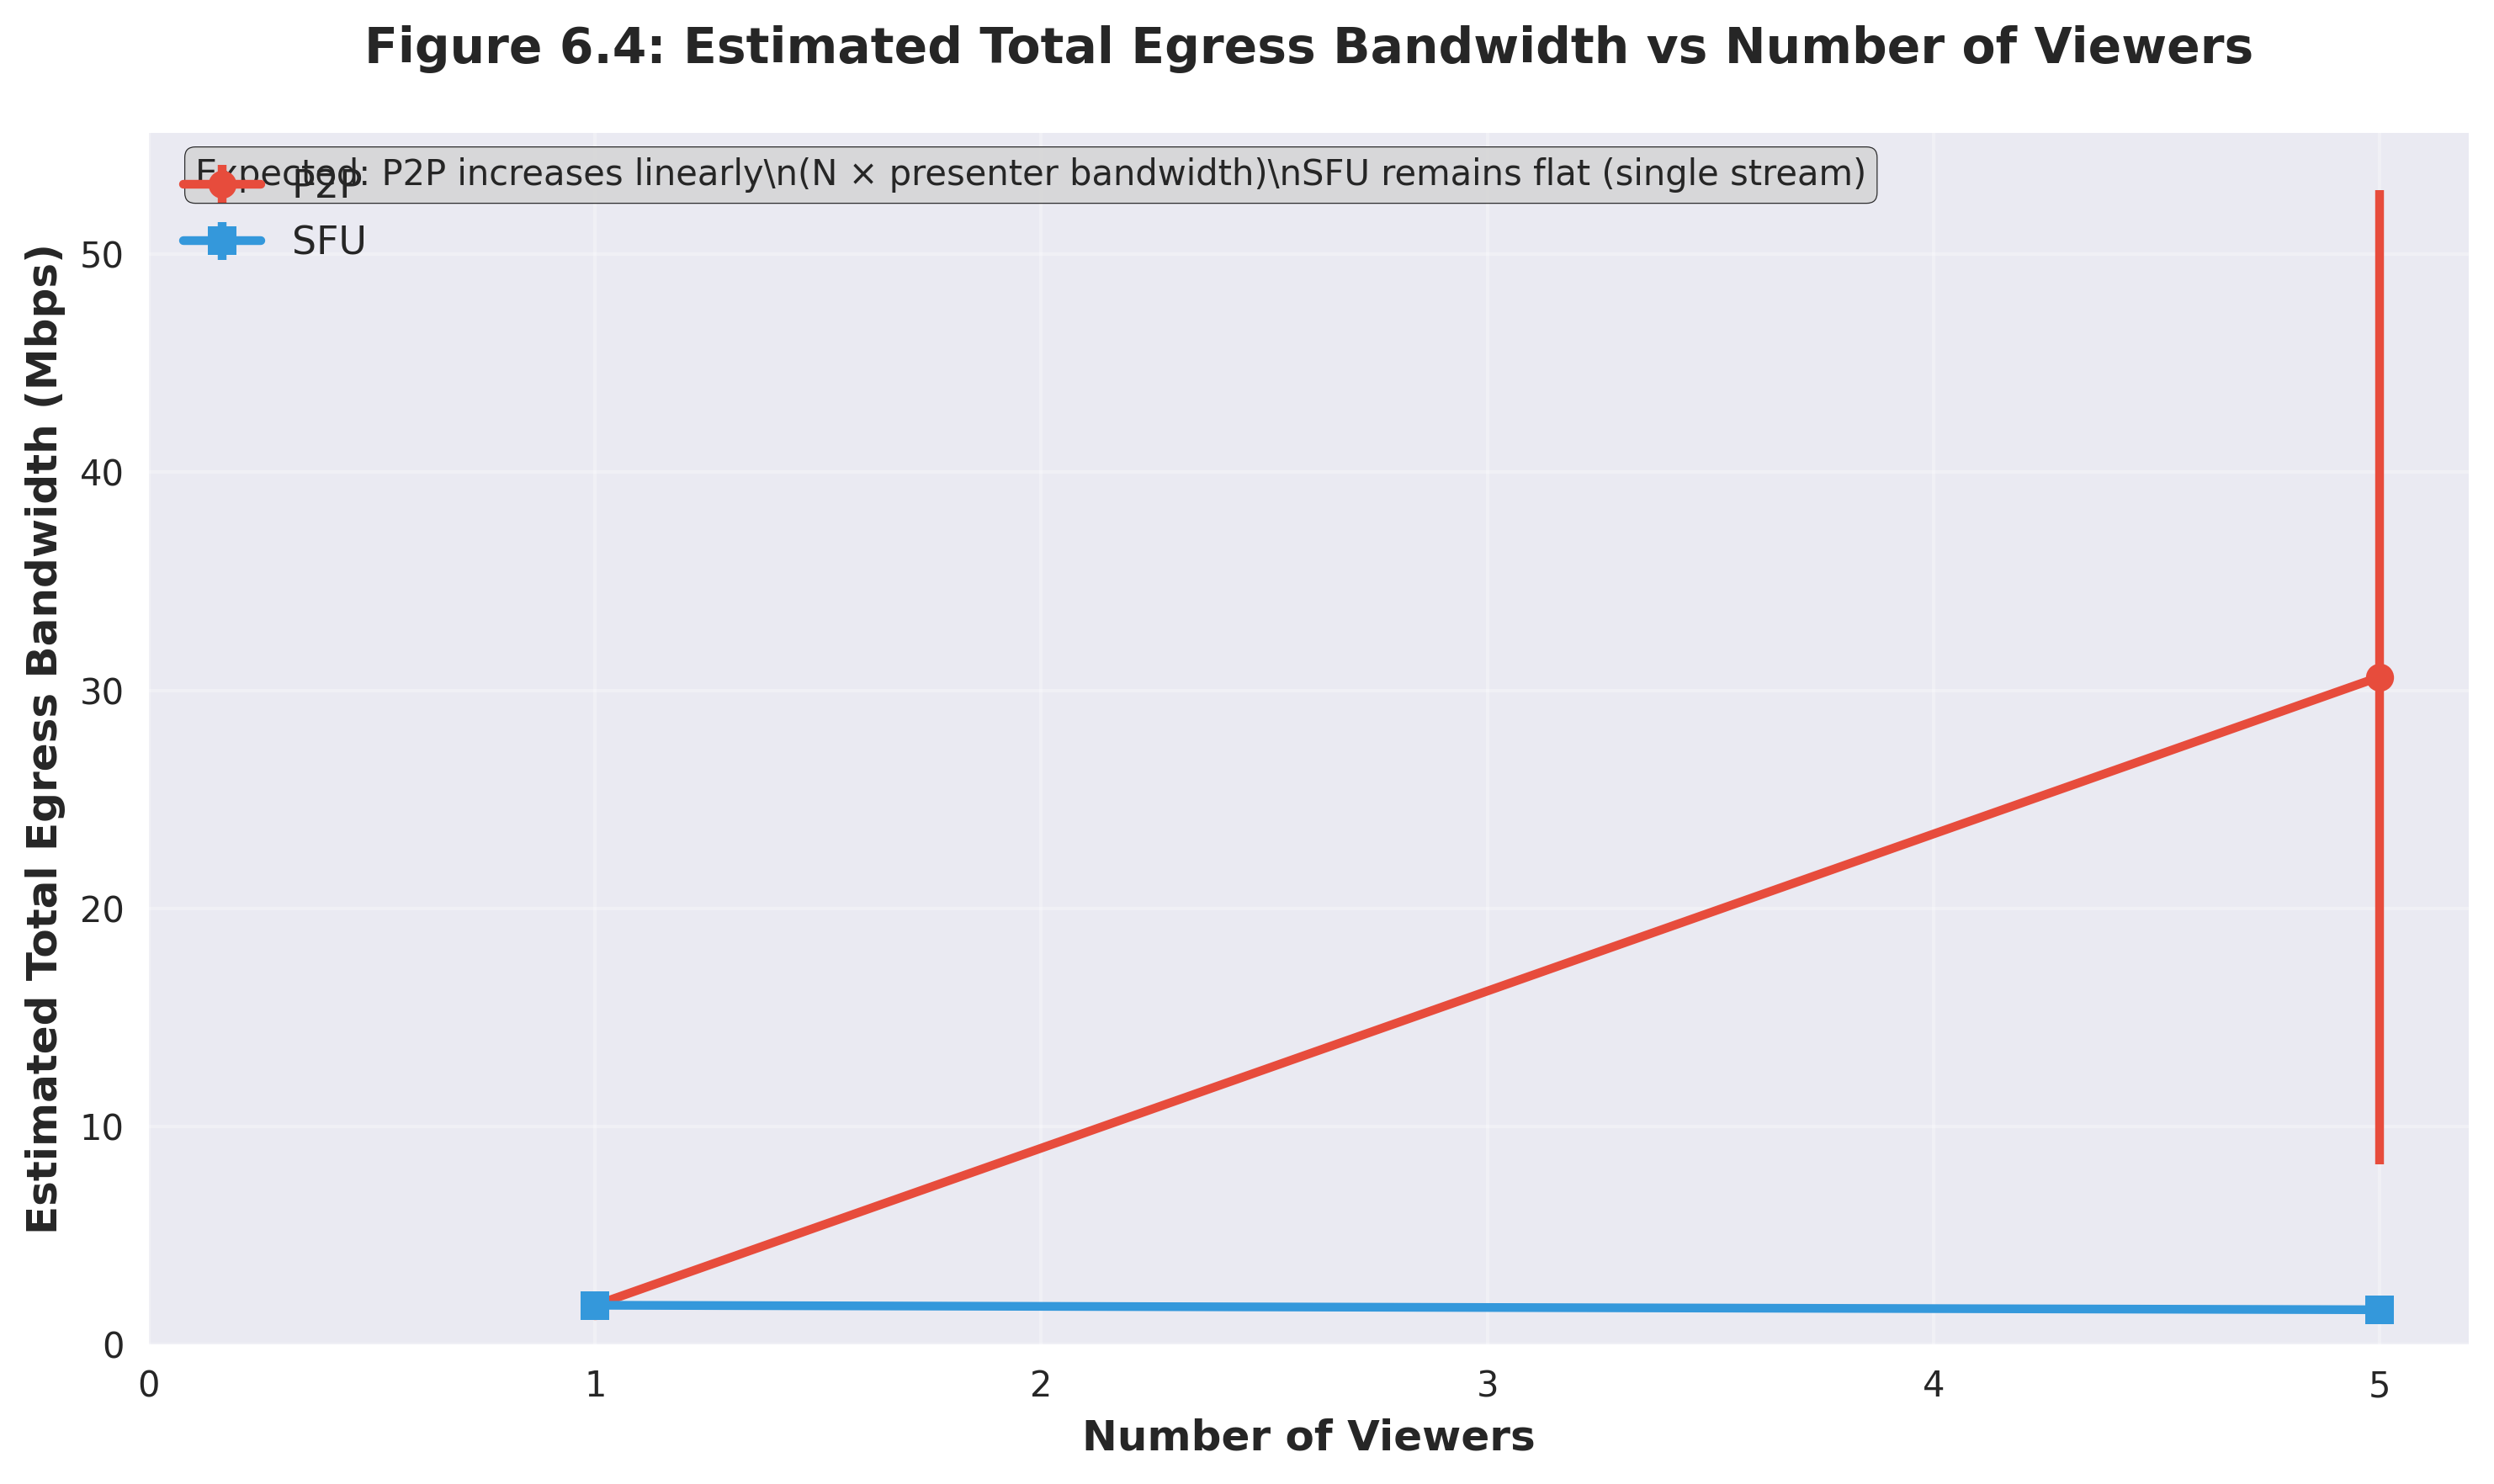 Figure 6.4: Estimated Total Egress Bandwidth vs Number of Viewers
Expected: P2P increases linearly\n(N × presenter bandwidth)\nSFU remains flat (single stream)
P2P
SFU
Estimated Total Egress Bandwidth (Mbps)
50
40
30
20
10
0
0 1 2 3 4 5
Number of Viewers